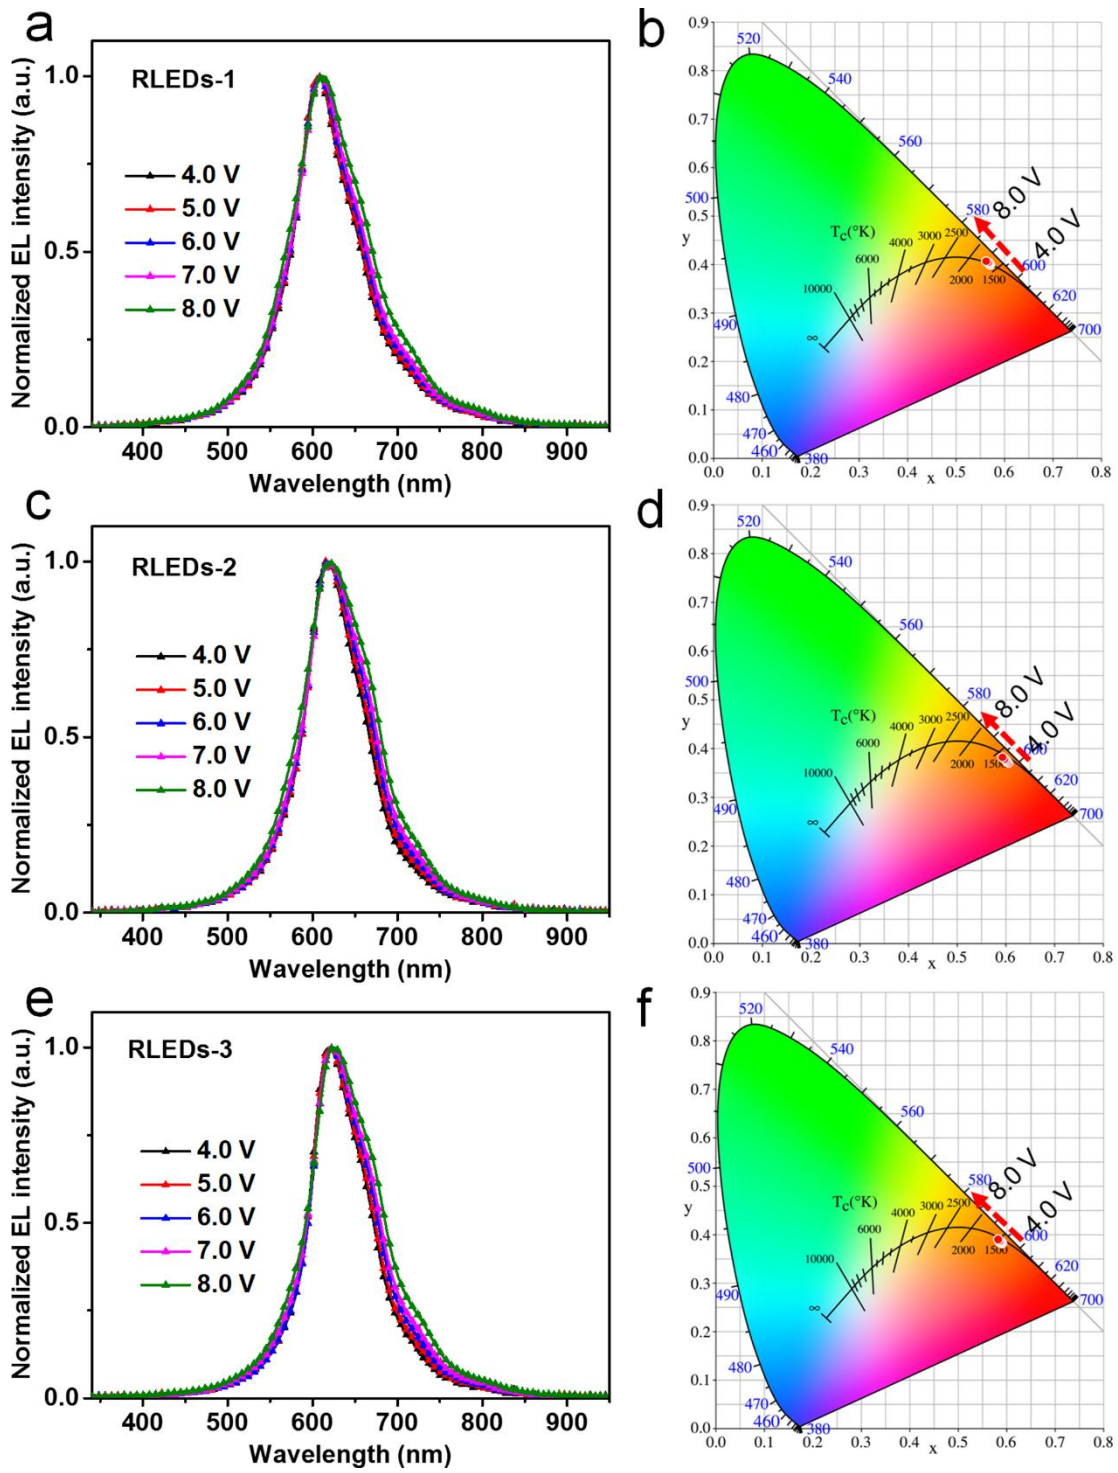 a
RLEDs-1
4.0 V
5.0 V
6.0 V
7.0 V
8.0 V
Normalized EL intensity (a.u.)
1.0
0.5
0.0
400 500 600 700 800 900
Wavelength (nm)
b
0.9
0.8
0.7
0.6
0.5
y
0.4
0.3
0.2
0.1
0.0
0.0 0.1 0.2 0.3 0.4 0.5 0.6 0.7 0.8
x
520
540
560
580
600
620
700
500
490
480
470
460
380
Tc(°K)
∞
10000
6000
4000
3000
2500
2000
1500
8.0 V
4.0 V
c
RLEDs-2
4.0 V
5.0 V
6.0 V
7.0 V
8.0 V
Normalized EL intensity (a.u.)
1.0
0.5
0.0
400 500 600 700 800 900
Wavelength (nm)
d
0.9
0.8
0.7
0.6
0.5
y
0.4
0.3
0.2
0.1
0.0
0.0 0.1 0.2 0.3 0.4 0.5 0.6 0.7 0.8
x
520
540
560
580
600
620
700
500
490
480
470
460
380
Tc(°K)
∞
10000
6000
4000
3000
2500
2000
1500
8.0 V
4.0 V
e
RLEDs-3
4.0 V
5.0 V
6.0 V
7.0 V
8.0 V
Normalized EL intensity (a.u.)
1.0
0.5
0.0
400 500 600 700 800 900
Wavelength (nm)
f
0.9
0.8
0.7
0.6
0.5
y
0.4
0.3
0.2
0.1
0.0
0.0 0.1 0.2 0.3 0.4 0.5 0.6 0.7 0.8
x
520
540
560
580
600
620
700
500
490
480
470
460
380
Tc(°K)
∞
10000
6000
4000
3000
2500
2000
1500
8.0 V
4.0 V